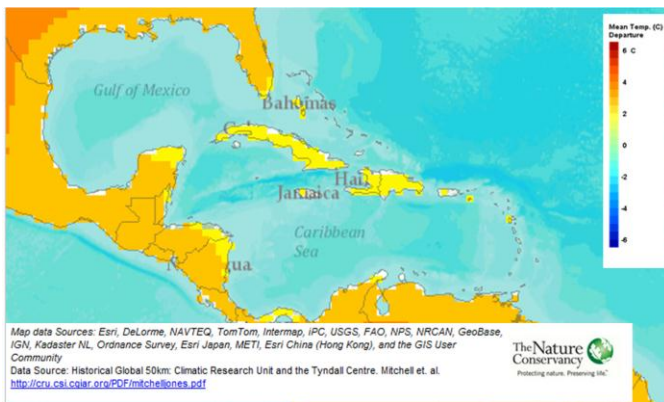 Mean Temp. (C)
Departure
6 C
4
2
0
-2
-4
-6
Gulf of Mexico
Bahamas
Jamaica
Caribbean
Sea
Map data Sources: Esri, DeLorme, NAVTEQ, TomTom, Intermap, iPC, USGS, FAO, NPS, NRCAN, GeoBase,
IGN, Kadaster NL, Ordnance Survey, Esri Japan, METI, Esri China (Hong Kong), and the GIS User
Community
Data Source: Historical Global 50km: Climatic Research Unit and the Tyndall Centre. Mitchell et. al.
http://cru.csi.cgiar.org/PDF/mitchelljones.pdf
The Nature
Conservancy
Protecting nature. Preserving life.